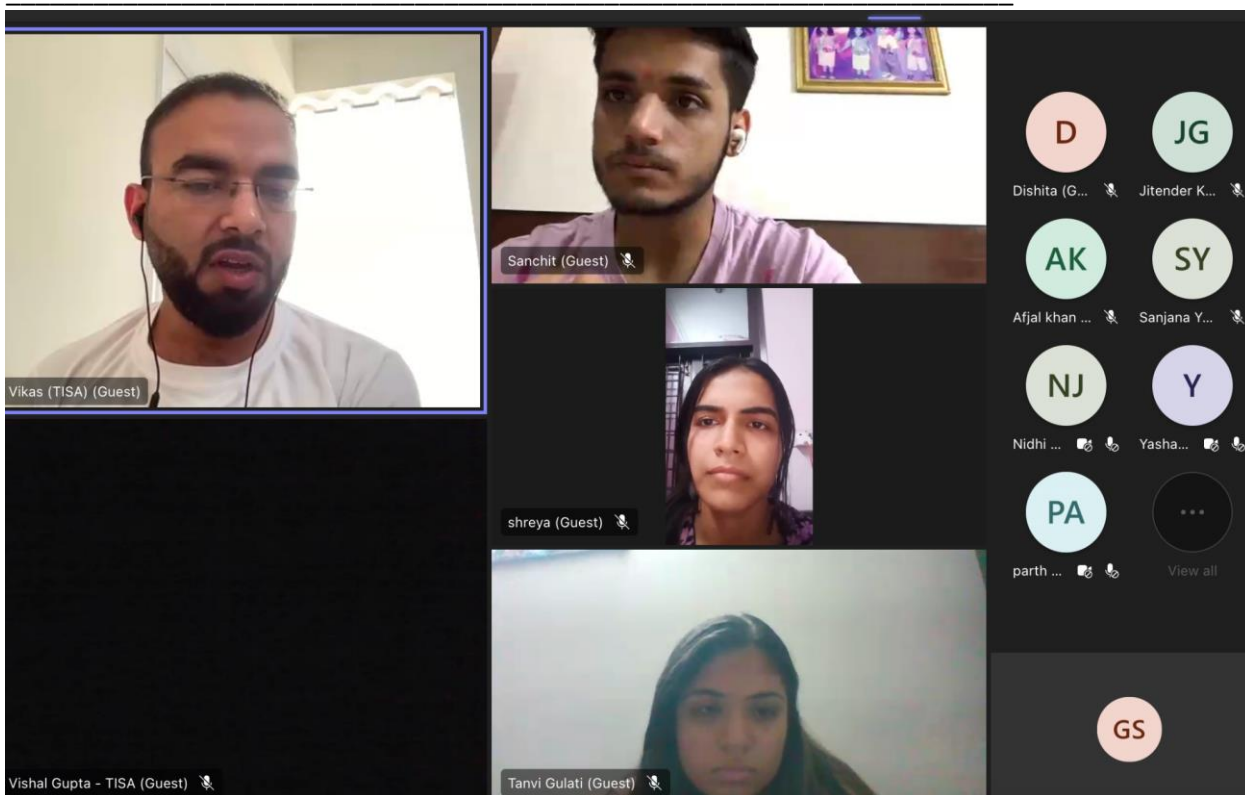 Vikas (TISA) (Guest)
Sanchit (Guest)
shreya (Guest)
Vishal Gupta - TISA (Guest)
Tanvi Gulati (Guest)
D
JG
Dishita (G...
Jitender K...
AK
SY
Afjal khan ...
Sanjana Y...
NJ
Y
Nidhi ...
Yasha...
PA
...
parth ...
View all
GS